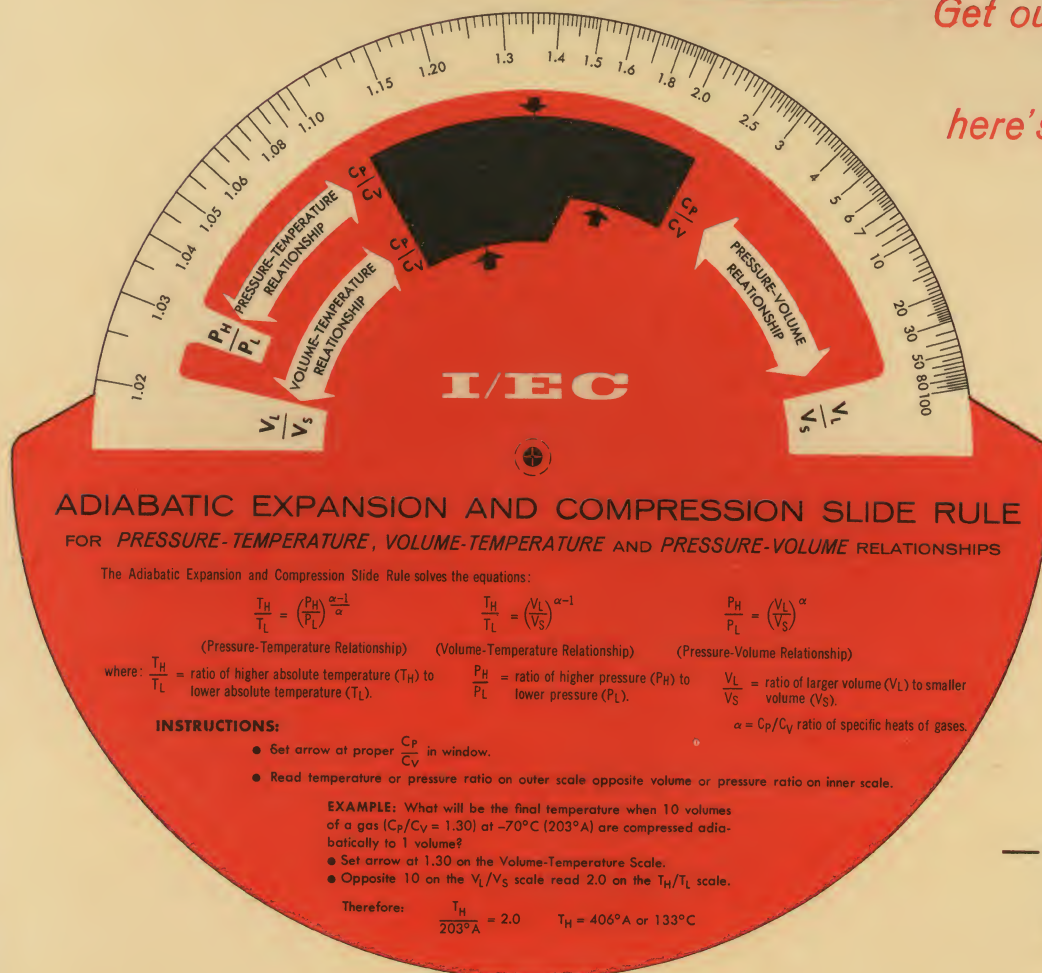 Get ou
here's
1.02 1.03 1.04 1.05 1.06 1.08 1.10 1.15 1.20 1.3 1.4 1.5 1.6 1.8 2.0 2.5 3 4 5 6 7 10 20 30 50 80 100
CP/CV
PRESSURE-TEMPERATURE
RELATIONSHIP
PH/PL
CP/CV
VOLUME-TEMPERATURE
RELATIONSHIP
VL/VS
CP/CV
PRESSURE-VOLUME
RELATIONSHIP
VL/VS
I/EC
ADIABATIC EXPANSION AND COMPRESSION SLIDE RULE
FOR PRESSURE-TEMPERATURE, VOLUME-TEMPERATURE AND PRESSURE-VOLUME RELATIONSHIPS
The Adiabatic Expansion and Compression Slide Rule solves the equations:
TH/TL = (PH/PL)^(α-1)/α TH/TL = (VL/VS)^α-1 PH/PL = (VL/VS)^α
(Pressure-Temperature Relationship) (Volume-Temperature Relationship) (Pressure-Volume Relationship)
where: TH/TL = ratio of higher absolute temperature (TH) to lower absolute temperature (TL).
PH/PL = ratio of higher pressure (PH) to lower pressure (PL).
VL/VS = ratio of larger volume (VL) to smaller volume (VS).
α = CP/CV ratio of specific heats of gases.
INSTRUCTIONS:
• Set arrow at proper CP/CV in window.
• Read temperature or pressure ratio on outer scale opposite volume or pressure ratio on inner scale.
EXAMPLE: What will be the final temperature when 10 volumes
of a gas (CP/CV = 1.30) at –70°C (203°A) are compressed adia-
batically to 1 volume?
• Set arrow at 1.30 on the Volume-Temperature Scale.
• Opposite 10 on the VL/VS scale read 2.0 on the TH/TL scale.
Therefore: TH/203°A = 2.0 TH = 406°A or 133°C